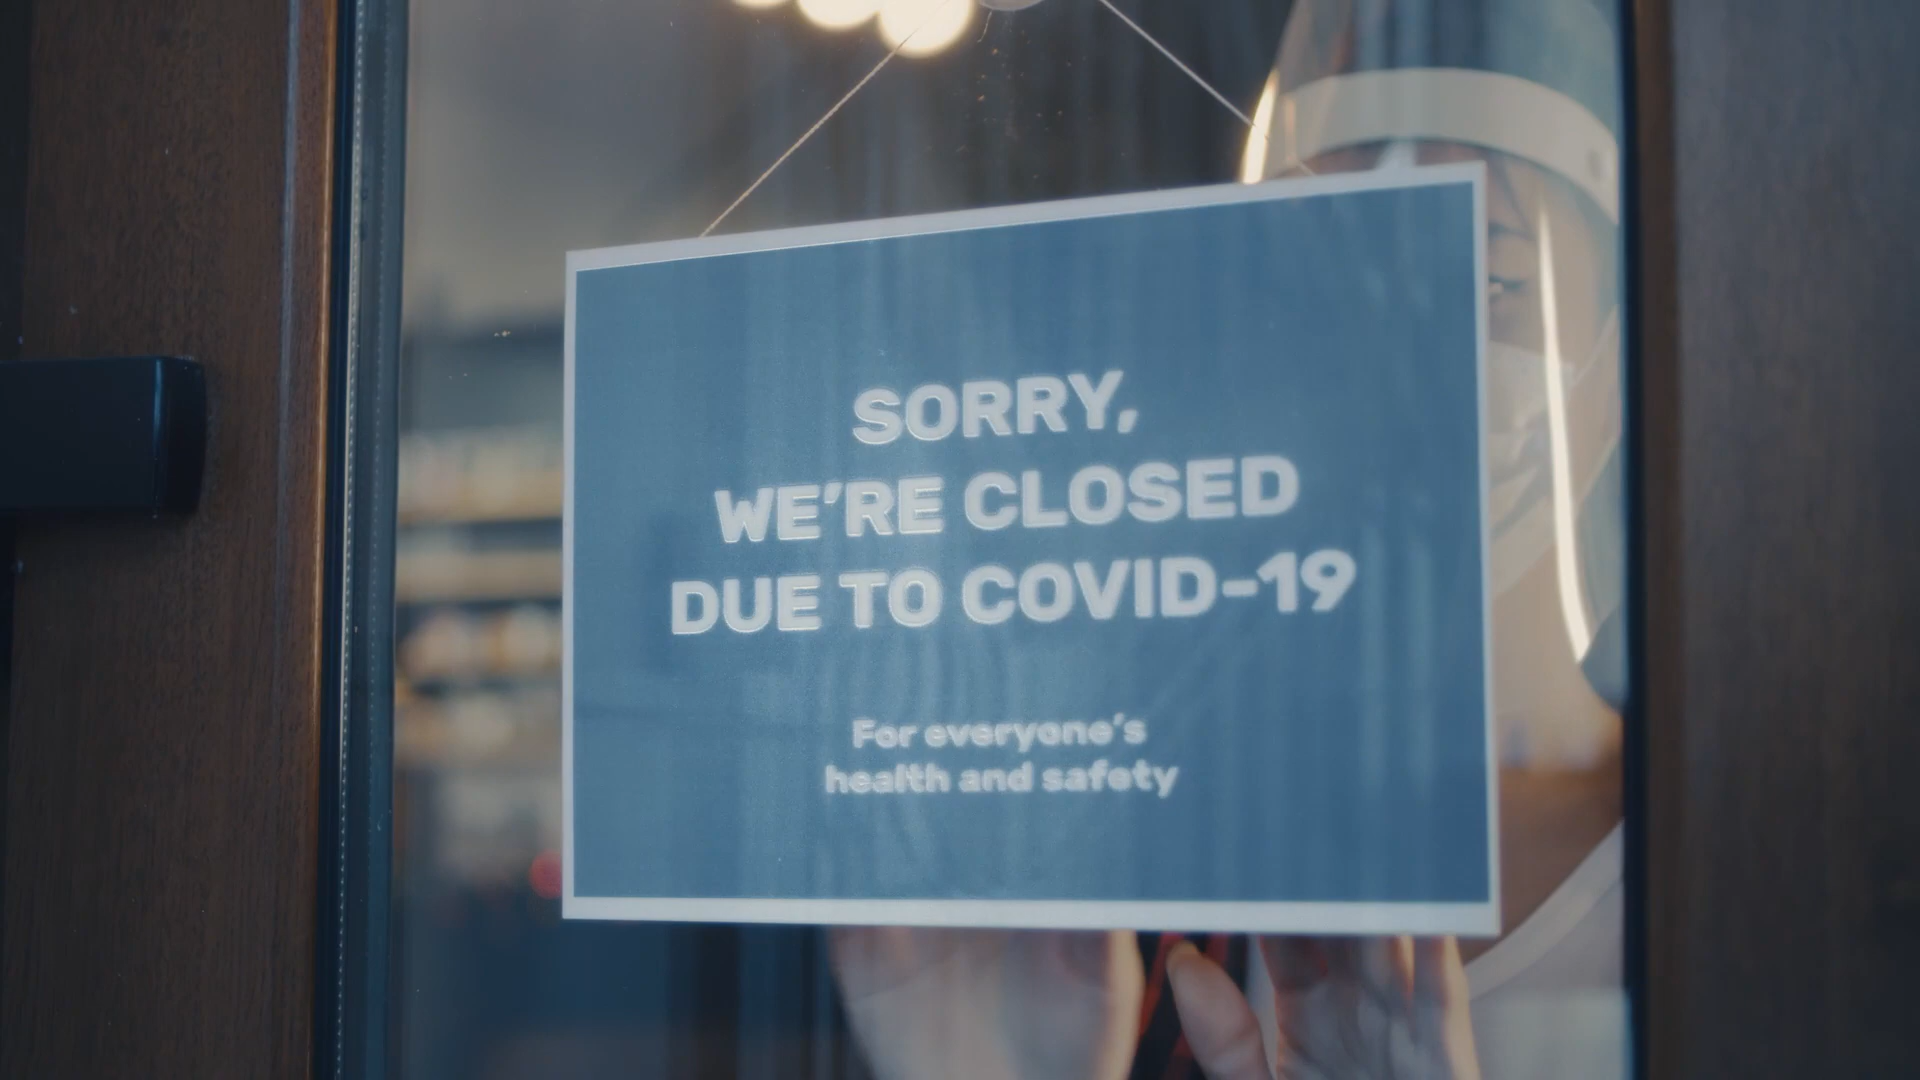 SORRY,
WE'RE CLOSED
DUE TO COVID-19
For everyone's
health and safety